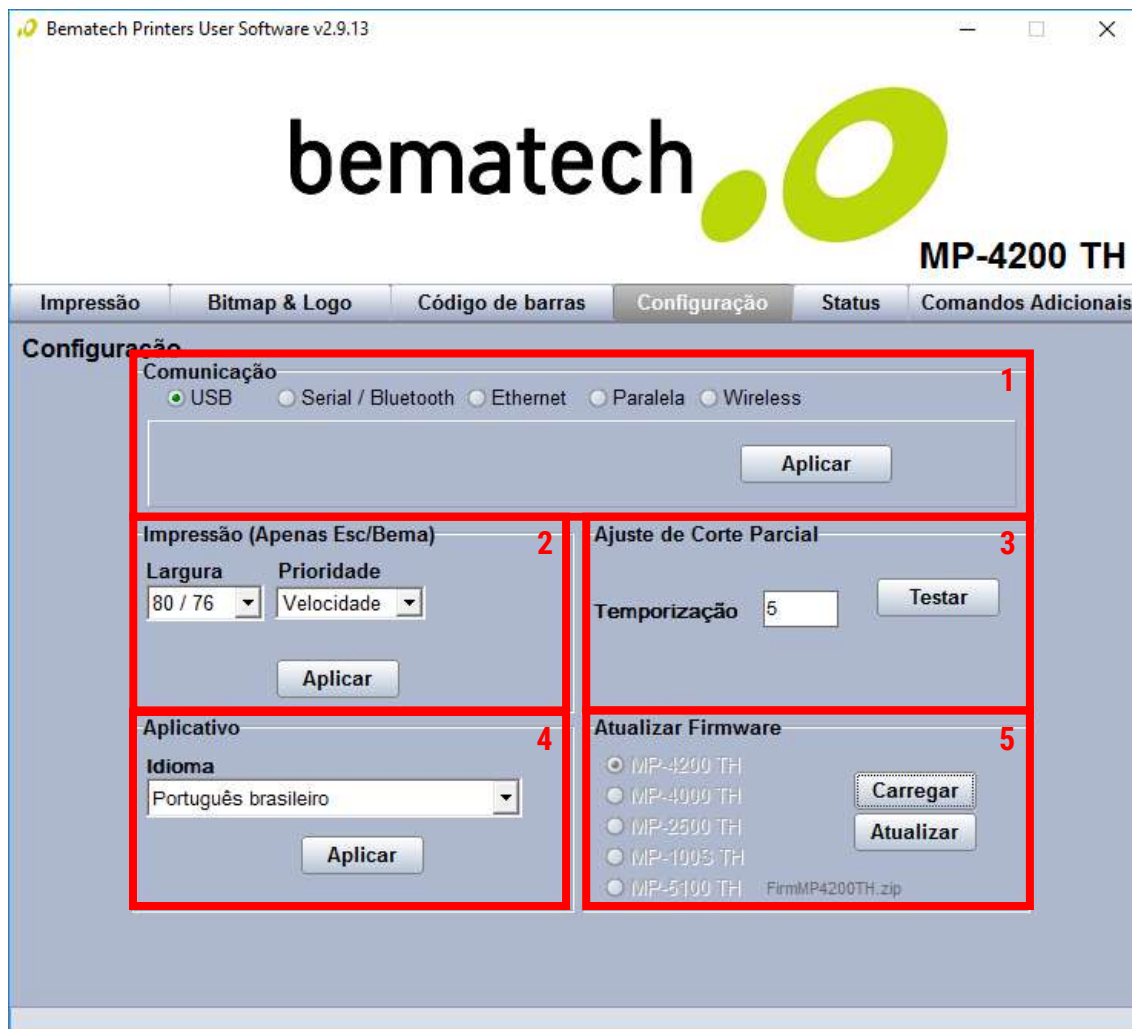 Bematech Printers User Software v2.9.13
bematech
MP-4200 TH
Impressão Bitmap & Logo Código de barras Configuração Status Comandos Adicionais
Configuração
Comunicação 1
USB Serial / Bluetooth Ethernet Paralela Wireless
Aplicar
Impressão (Apenas Esc/Bema) 2
Largura Prioridade
80 / 76 Velocidade
Aplicar
Ajuste de Corte Parcial 3
Temporização 5 Testar
Aplicativo 4
Idioma
Português brasileiro
Aplicar
Atualizar Firmware 5
MP-4200 TH
MP-4000 TH
MP-2500 TH
MP-100S TH
MP-5100 TH FirmMP4200TH.zip
Carregar
Atualizar